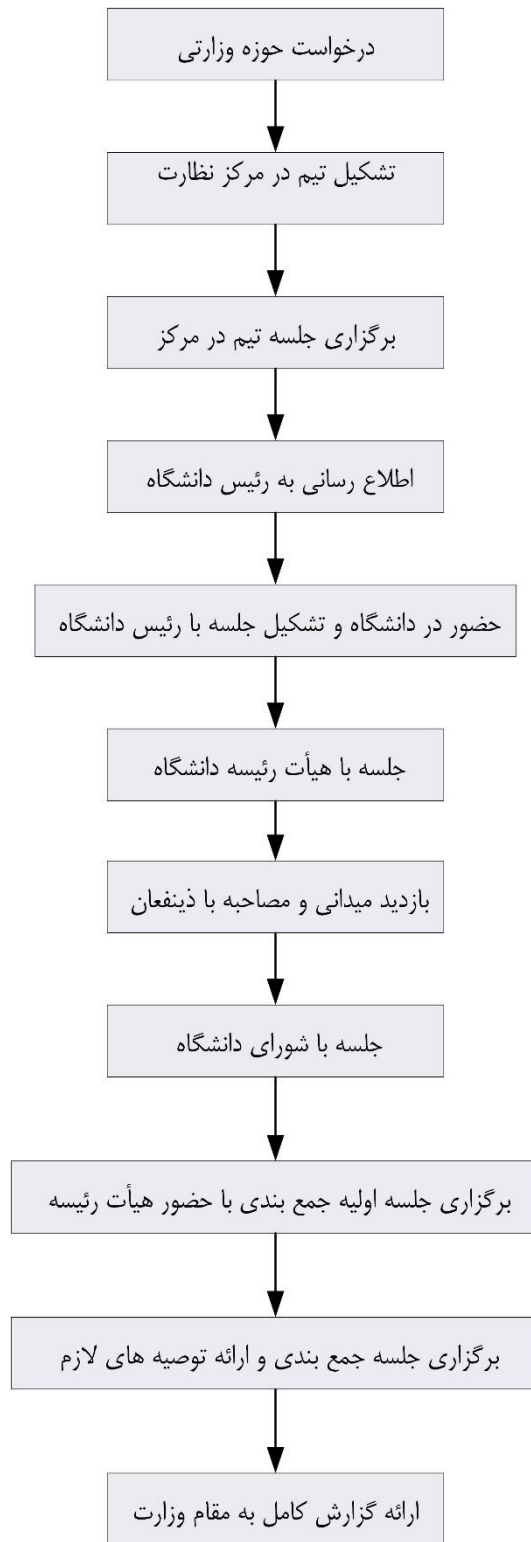 درخواست حوزه وزارتی
تشکیل تیم در مرکز نظارت
برگزاری جلسه تیم در مرکز
اطلاع رسانی به رئیس دانشگاه
حضور در دانشگاه و تشکیل جلسه با رئیس دانشگاه
جلسه با هیأت رئیسه دانشگاه
بازدید میدانی و مصاحبه با ذینفعان
جلسه با شورای دانشگاه
برگزاری جلسه اولیه جمع بندی با حضور هیأت رئیسه
برگزاری جلسه جمع بندی و ارائه توصیه های لازم
ارائه گزارش کامل به مقام وزارت